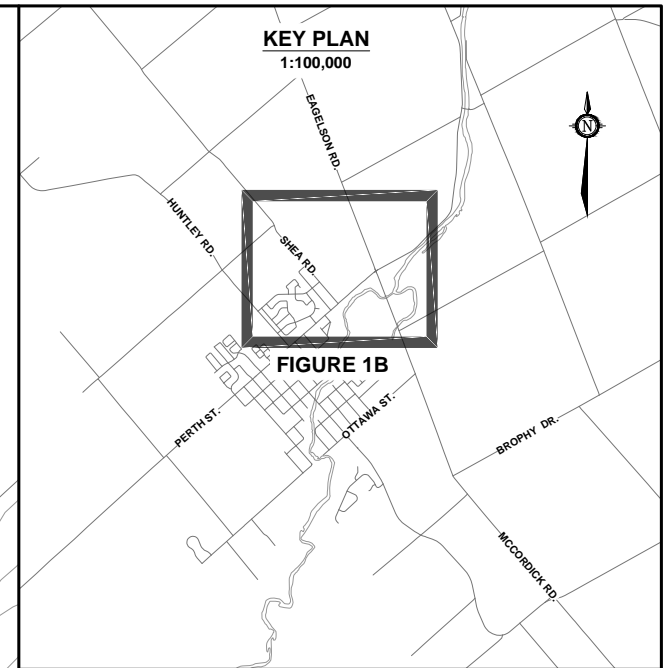 KEY PLAN
1:100,000
EAGELSON RD.
N
HUNTLEY RD.
SHEA RD.
FIGURE 1B
PERTH ST.
OTTAWA ST.
BROPHY DR.
MCCORDICK RD.